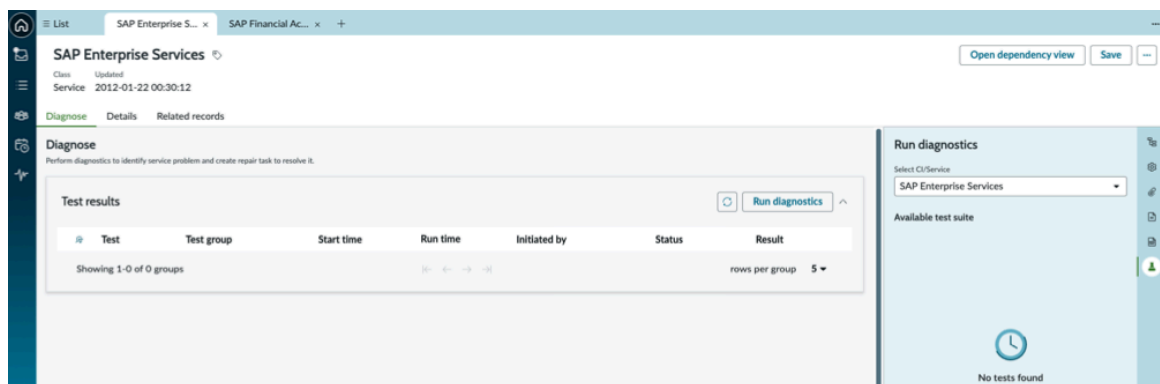 List
SAP Enterprise S... ×
SAP Financial Ac... ×
+
SAP Enterprise Services
Open dependency view
Save
Class Updated
Service 2012-01-22 00:30:12
Diagnose Details Related records
Diagnose
Perform diagnostics to identify service problem and create repair task to resolve it.
Test results
Run diagnostics
Test Test group Start time Run time Initiated by Status Result
Showing 1-0 of 0 groups
rows per group 5
Run diagnostics
Select CI/Service
SAP Enterprise Services
Available test suite
No tests found